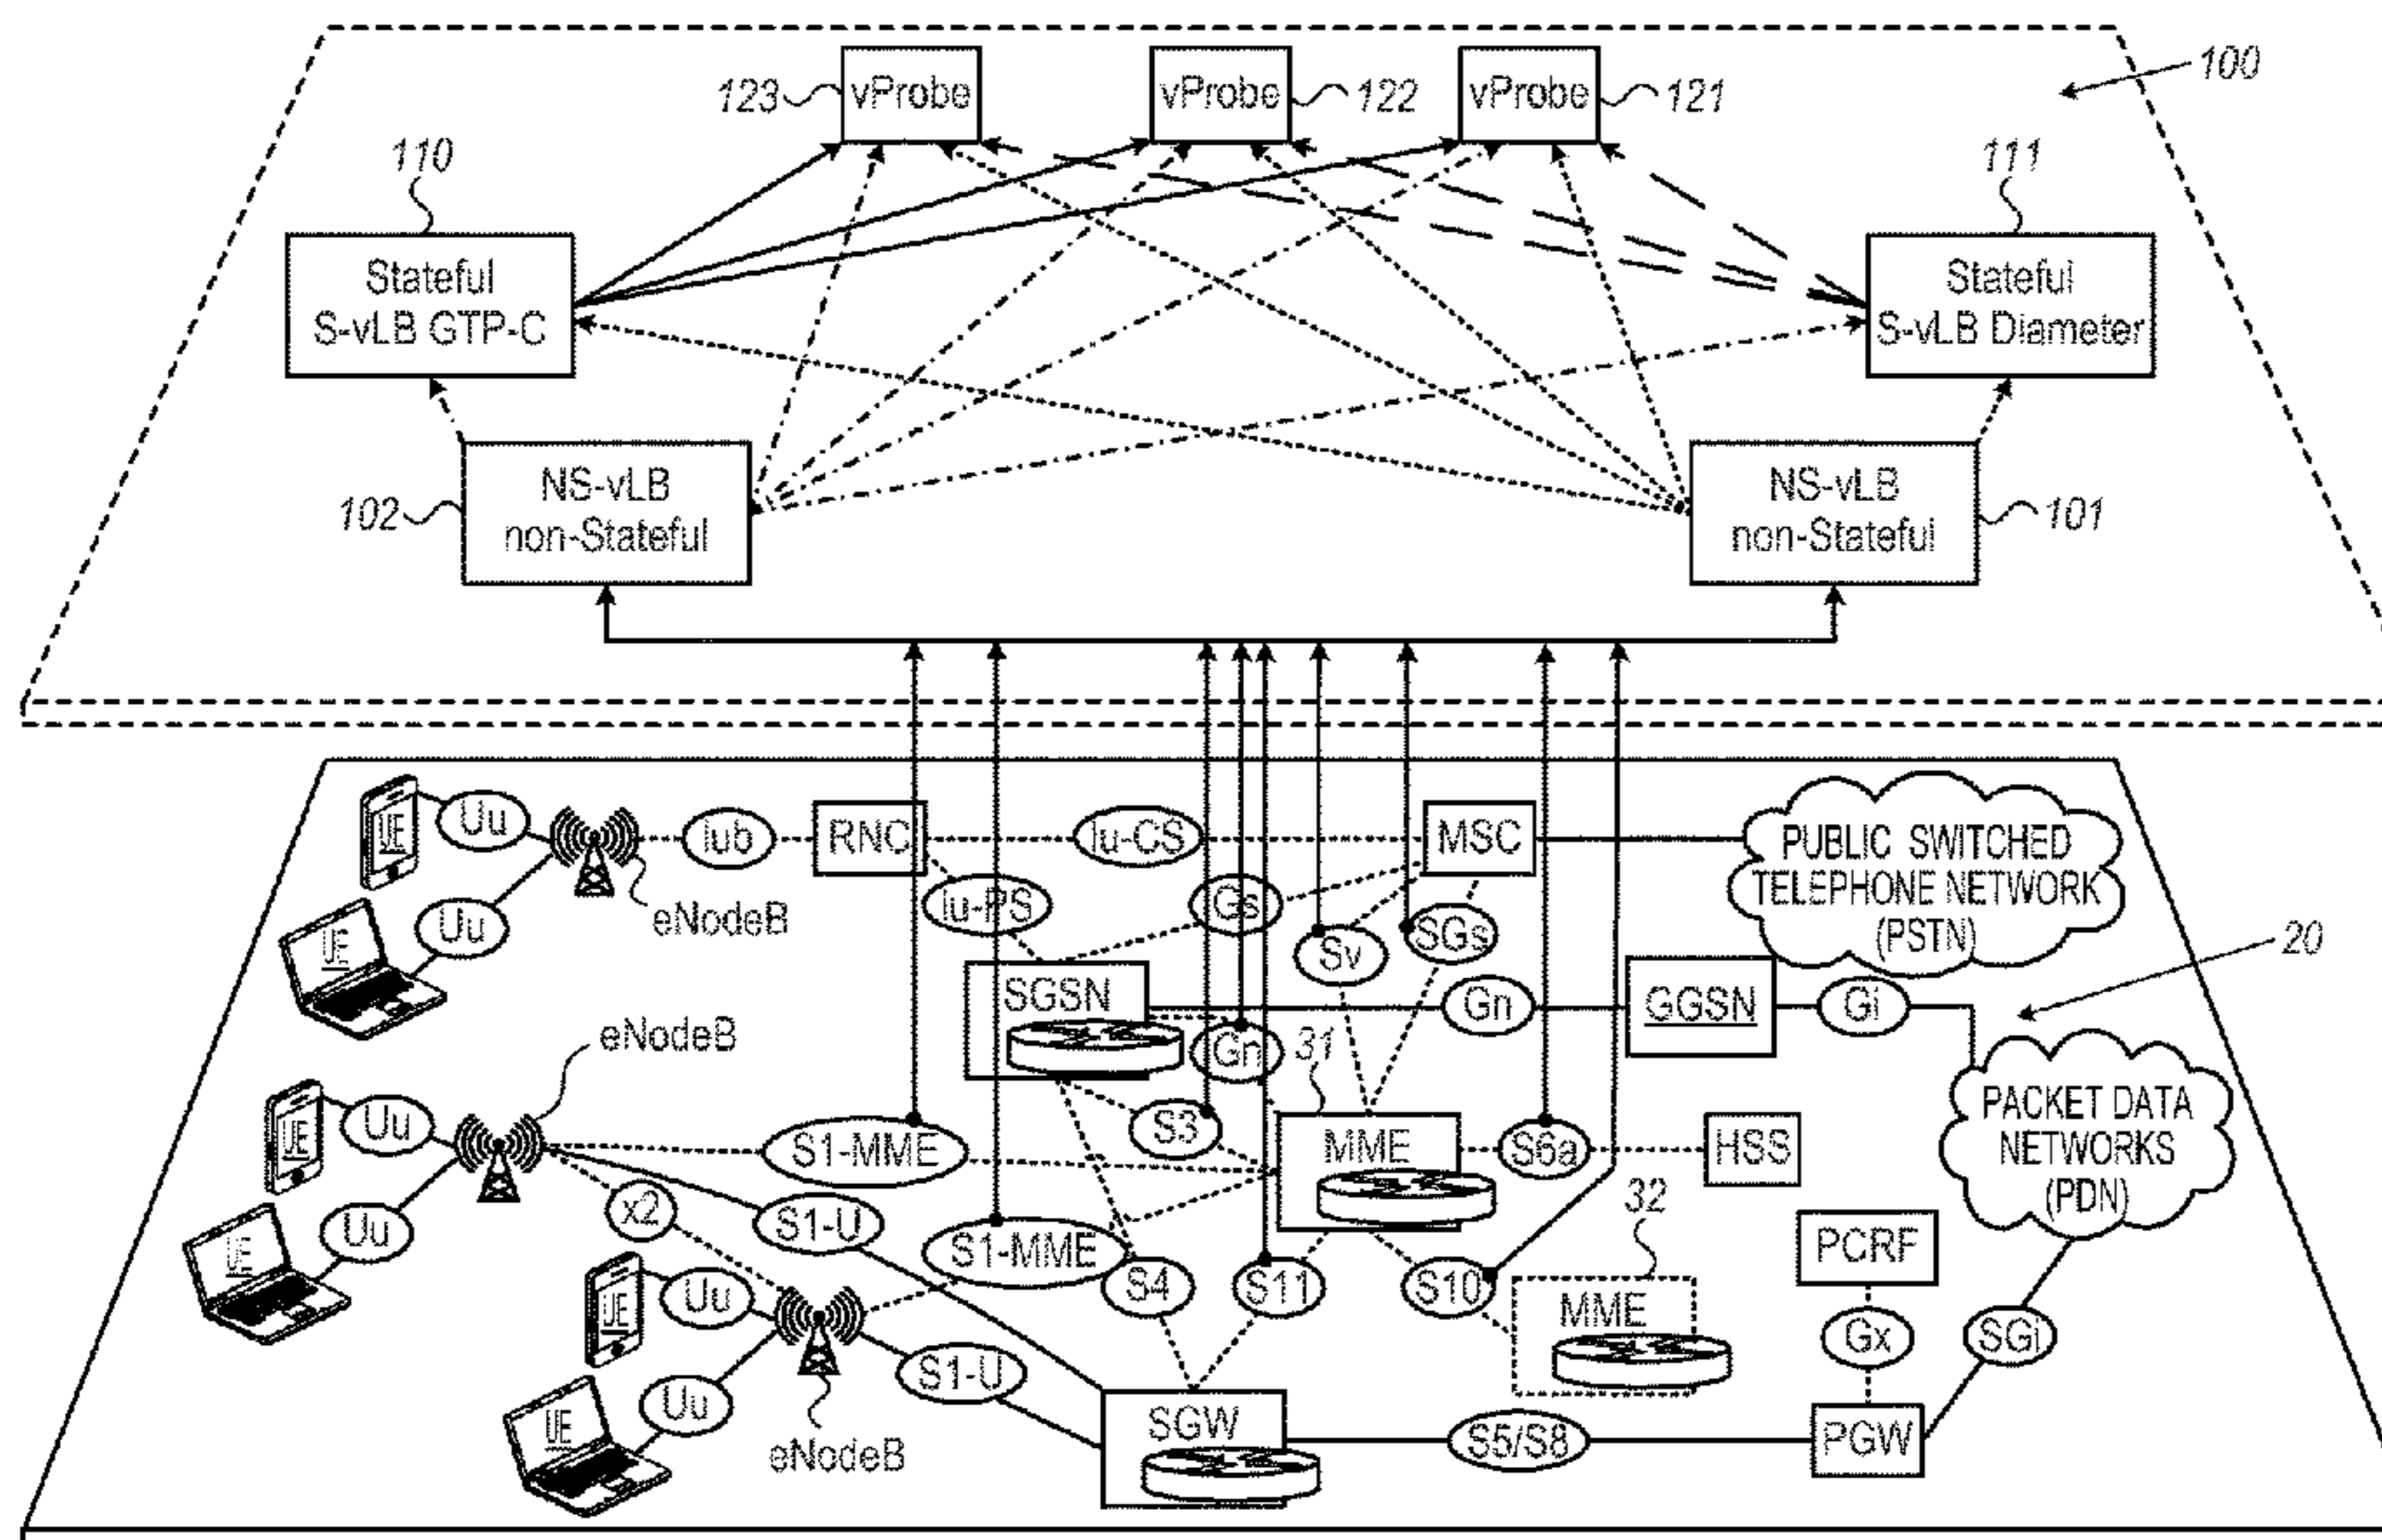 123
vProbe
vProbe
122
vProbe
121
100
110
111
Stateful
S-vLB GTP-C
Stateful
S-vLB Diameter
102
NS-vLB
non-Stateful
NS-vLB
non-Stateful
101
UE
Uu
Iub
RNC
Iu-CS
MSC
PUBLIC SWITCHED
TELEPHONE NETWORK
(PSTN)
Uu
UE
eNodeB
Iu-PS
Gs
Sv
SGs
20
SGSN
Gn
GGSN
Gi
eNodeB
Gn
31
UE
Uu
S1-MME
S3
MME
S6a
HSS
PACKET DATA
NETWORKS
(PDN)
UE
Uu
x2
S1-U
S1-MME
S4
S11
S10
32
MME
PCRF
UE
Uu
Gx
SGi
UE
Uu
S1-U
eNodeB
SGW
S5/S8
PGW